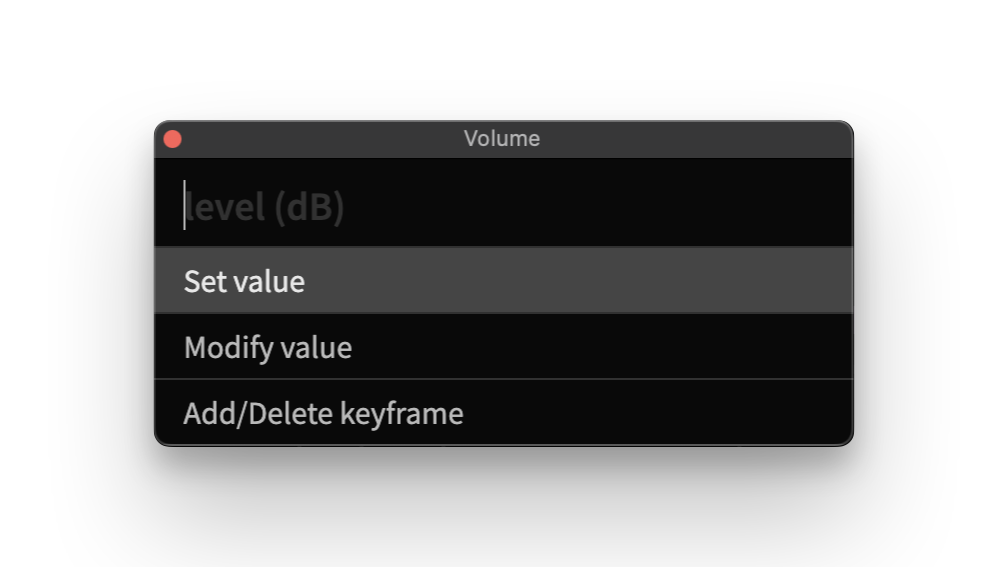 Volume
level (dB)
Set value
Modify value
Add/Delete keyframe